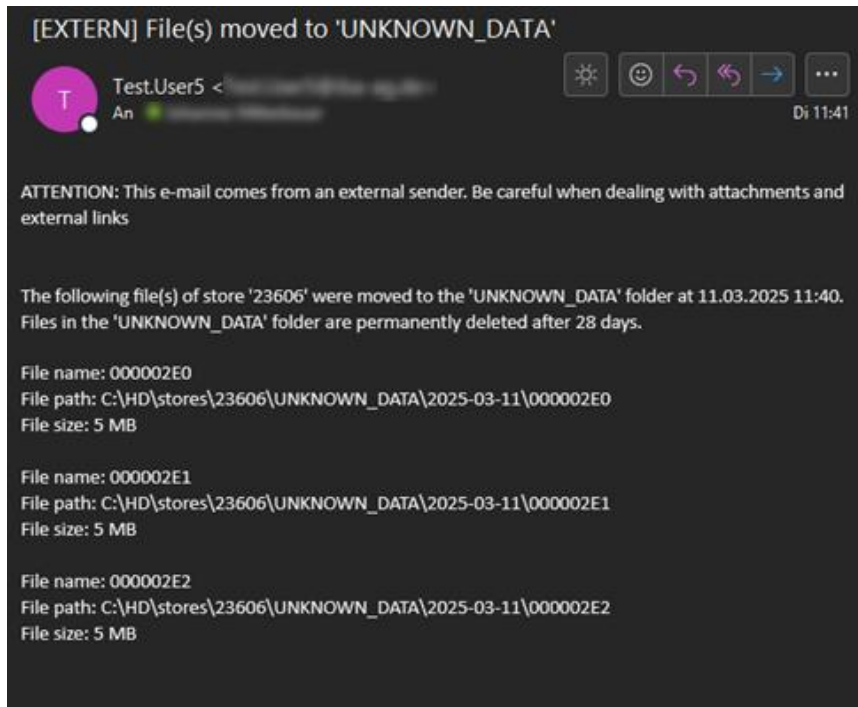 [EXTERN] File(s) moved to 'UNKNOWN_DATA'
T
Test.User5 <
An
Di 11:41
ATTENTION: This e-mail comes from an external sender. Be careful when dealing with attachments and
external links
The following file(s) of store '23606' were moved to the 'UNKNOWN_DATA' folder at 11.03.2025 11:40.
Files in the 'UNKNOWN_DATA' folder are permanently deleted after 28 days.
File name: 000002E0
File path: C:\HD\stores\23606\UNKNOWN_DATA\2025-03-11\000002E0
File size: 5 MB
File name: 000002E1
File path: C:\HD\stores\23606\UNKNOWN_DATA\2025-03-11\000002E1
File size: 5 MB
File name: 000002E2
File path: C:\HD\stores\23606\UNKNOWN_DATA\2025-03-11\000002E2
File size: 5 MB